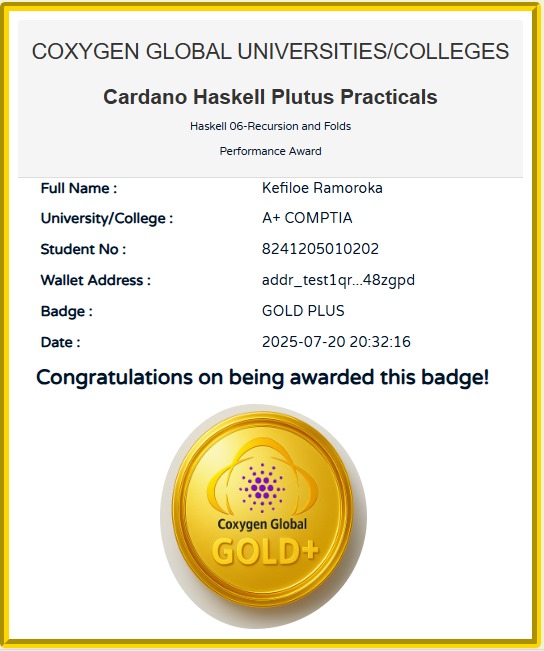 COXYGEN GLOBAL UNIVERSITIES/COLLEGES
Cardano Haskell Plutus Practicals
Haskell 06-Recursion and Folds
Performance Award
Full Name : Kefiloe Ramoroka
University/College : A+ COMPTIA
Student No : 8241205010202
Wallet Address : addr_test1qr...48zgpd
Badge : GOLD PLUS
Date : 2025-07-20 20:32:16
Congratulations on being awarded this badge!
Coxygen Global
GOLD+